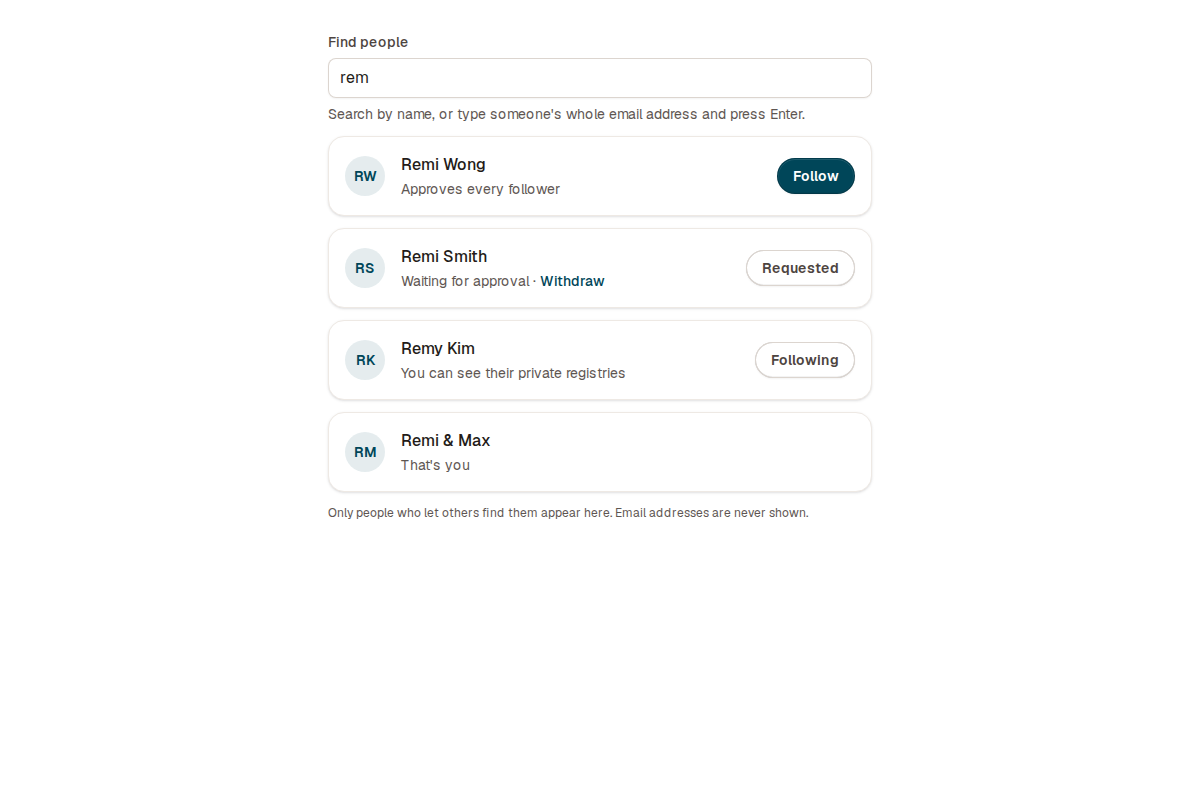 Find people
rem
Search by name, or type someone's whole email address and press Enter.
RW
Remi Wong
Approves every follower
Follow
RS
Remi Smith
Waiting for approval · Withdraw
Requested
RK
Remy Kim
You can see their private registries
Following
RM
Remi & Max
That's you
Only people who let others find them appear here. Email addresses are never shown.